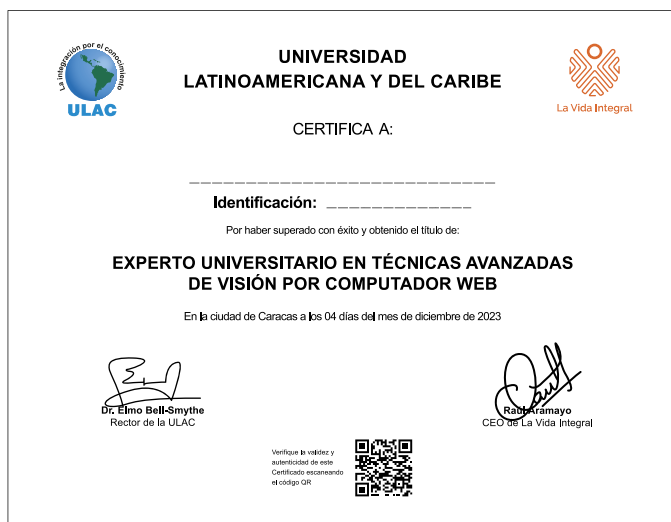 La integración por el conocimiento
ULAC
UNIVERSIDAD
LATINOAMERICANA Y DEL CARIBE
La Vida Integral
CERTIFICA A:
Identificación:
Por haber superado con éxito y obtenido el título de:
EXPERTO UNIVERSITARIO EN TÉCNICAS AVANZADAS
DE VISIÓN POR COMPUTADOR WEB
En la ciudad de Caracas a los 04 días del mes de diciembre de 2023
Dr. Elmo Bell-Smythe
Rector de la ULAC
Raúl Aramayo
CEO de La Vida Integral
Verifique la validez y
autenticidad de este
Certificado escaneando
el código QR